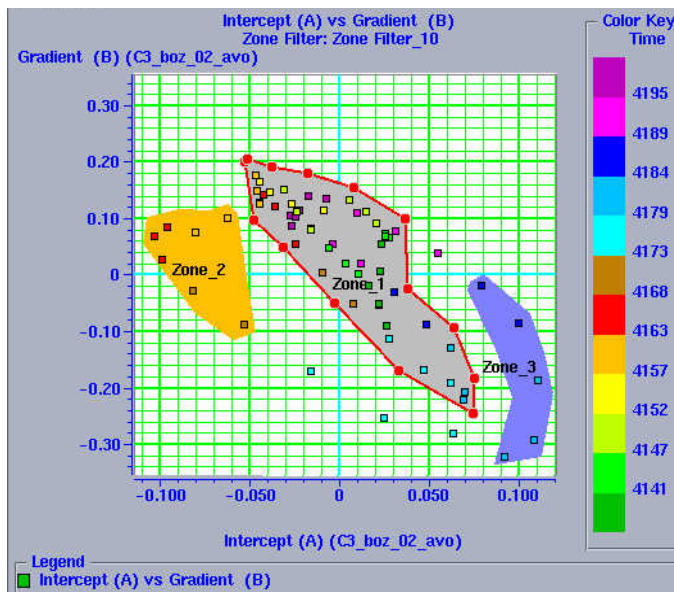 Intercept (A) vs Gradient (B)
Zone Filter: Zone Filter_10
Gradient (B) (C3_boz_02_avo)
0.30
0.20
0.10
0
-0.10
-0.20
-0.30
Zone_2
Zone_1
Zone_3
-0.100
-0.050
0
0.050
0.100
Intercept (A) (C3_boz_02_avo)
Color Key
Time
4195
4189
4184
4179
4173
4168
4163
4157
4152
4147
4141
Legend
Intercept (A) vs Gradient (B)